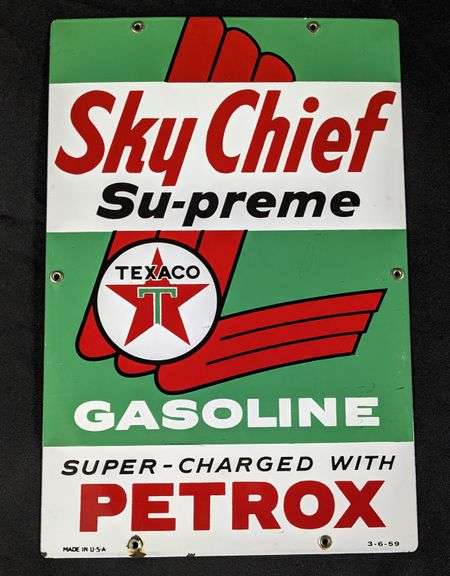 Sky Chief
Su-preme
TEXACO
T
GASOLINE
SUPER-CHARGED WITH
PETROX
MADE IN U·S·A 3-6-59